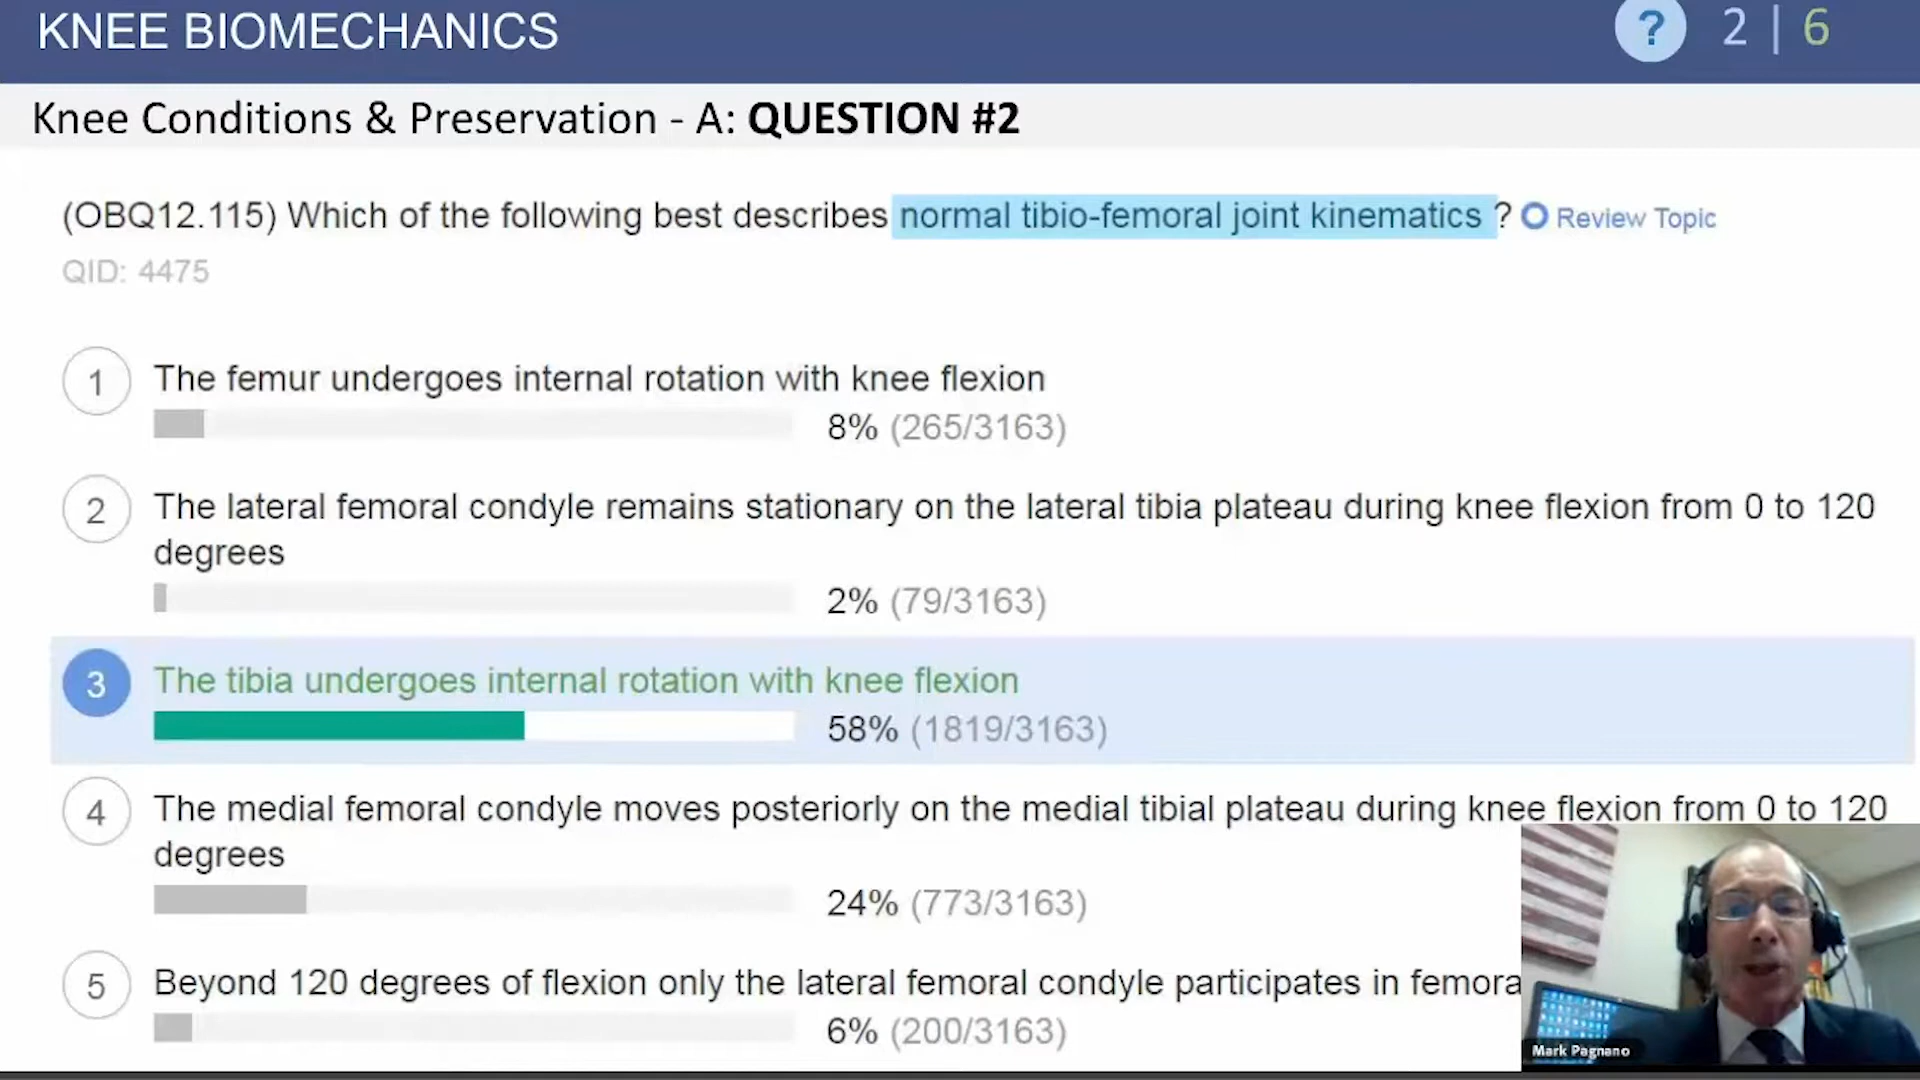 KNEE BIOMECHANICS
? 2 | 6
Knee Conditions & Preservation - A: QUESTION #2
(OBQ12.115) Which of the following best describes normal tibio-femoral joint kinematics ? Review Topic
QID: 4475
1 The femur undergoes internal rotation with knee flexion
8% (265/3163)
2 The lateral femoral condyle remains stationary on the lateral tibia plateau during knee flexion from 0 to 120
degrees
2% (79/3163)
3 The tibia undergoes internal rotation with knee flexion
58% (1819/3163)
4 The medial femoral condyle moves posteriorly on the medial tibial plateau during knee flexion from 0 to 120
degrees
24% (773/3163)
5 Beyond 120 degrees of flexion only the lateral femoral condyle participates in femora
6% (200/3163)
Mark Pagnano